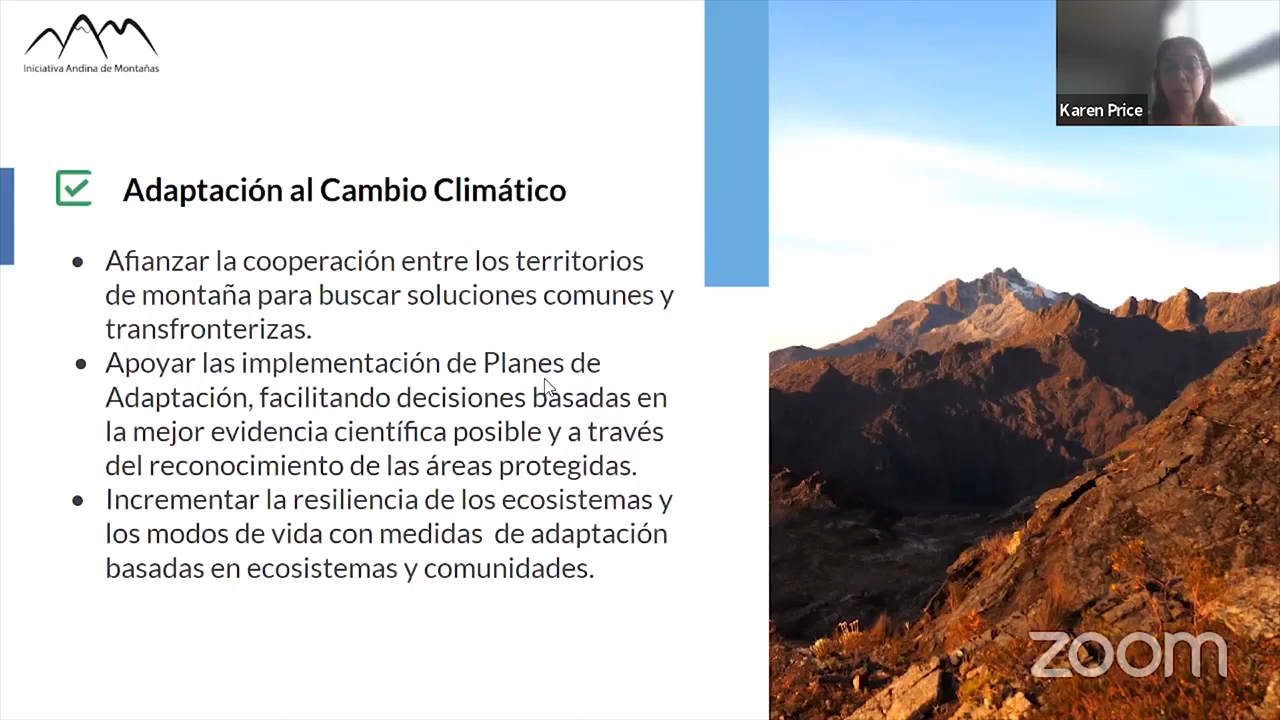 Iniciativa Andina de Montañas
Karen Price
Adaptación al Cambio Climático
• Afianzar la cooperación entre los territorios
de montaña para buscar soluciones comunes y
transfronterizas.
• Apoyar las implementación de Planes de
Adaptación, facilitando decisiones basadas en
la mejor evidencia científica posible y a través
del reconocimiento de las áreas protegidas.
• Incrementar la resiliencia de los ecosistemas y
los modos de vida con medidas  de adaptación
basadas en ecosistemas y comunidades.
zoom